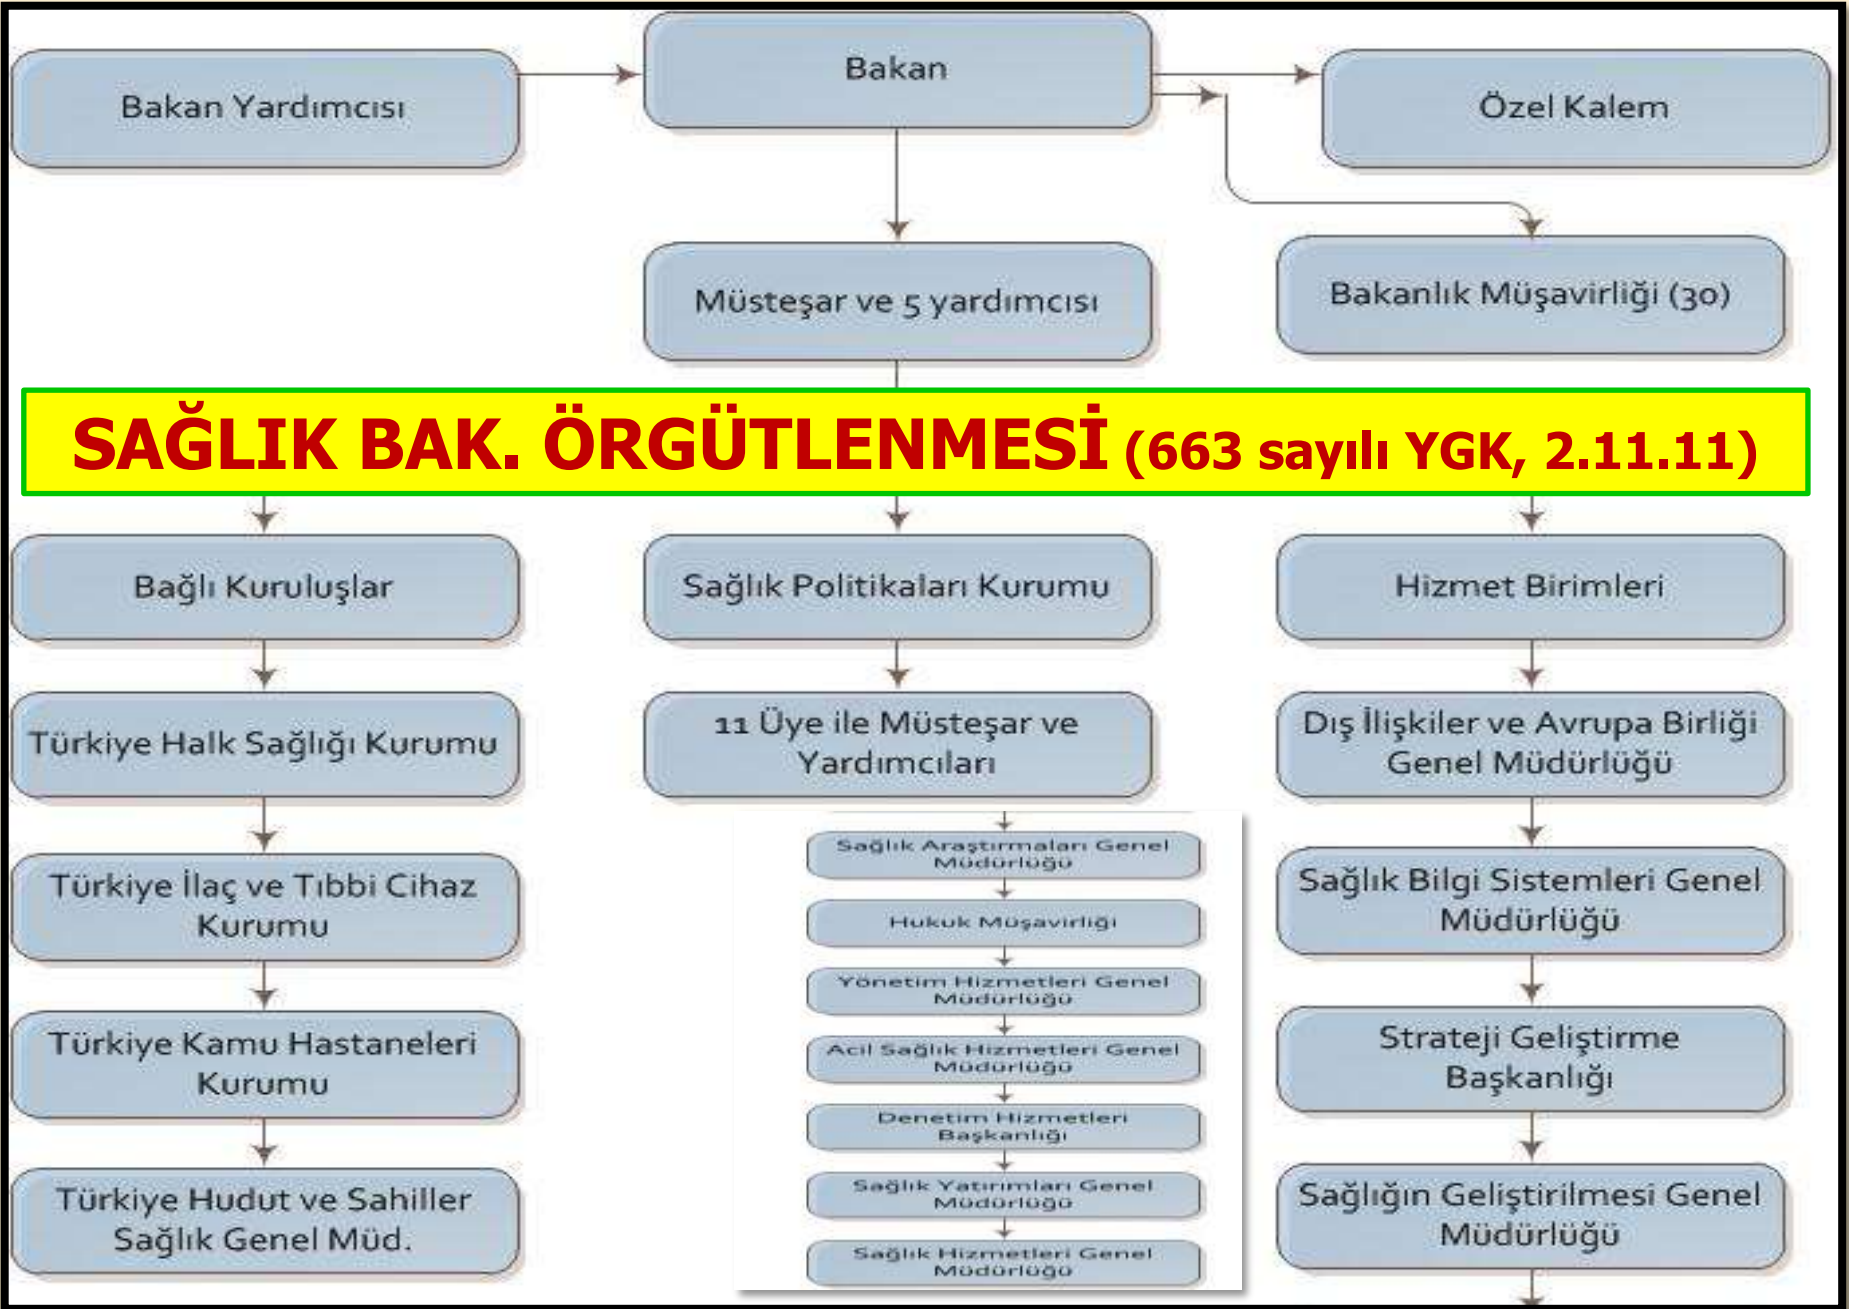 Bakan Yardımcısı
Bakan
Özel Kalem
Müsteşar ve 5 yardımcısı
Bakanlık Müşavirliği (30)
SAĞLIK BAK. ÖRGÜTLENMESİ (663 sayılı YGK, 2.11.11)
Bağlı Kuruluşlar
Türkiye Halk Sağlığı Kurumu
Türkiye İlaç ve Tıbbi Cihaz
Kurumu
Türkiye Kamu Hastaneleri
Kurumu
Türkiye Hudut ve Sahiller
Sağlık Genel Müd.
Sağlık Politikaları Kurumu
11 Üye ile Müsteşar ve
Yardımcıları
Sağlık Araştırmaları Genel
Müdürlüğü
Hukuk Müşavirliği
Yönetim Hizmetleri Genel
Müdürlüğü
Acil Sağlık Hizmetleri Genel
Müdürlüğü
Denetim Hizmetleri
Başkanlığı
Sağlık Yatırımları Genel
Müdürlüğü
Sağlık Hizmetleri Genel
Müdürlüğü
Hizmet Birimleri
Dış İlişkiler ve Avrupa Birliği
Genel Müdürlüğü
Sağlık Bilgi Sistemleri Genel
Müdürlüğü
Strateji Geliştirme
Başkanlığı
Sağlığın Geliştirilmesi Genel
Müdürlüğü